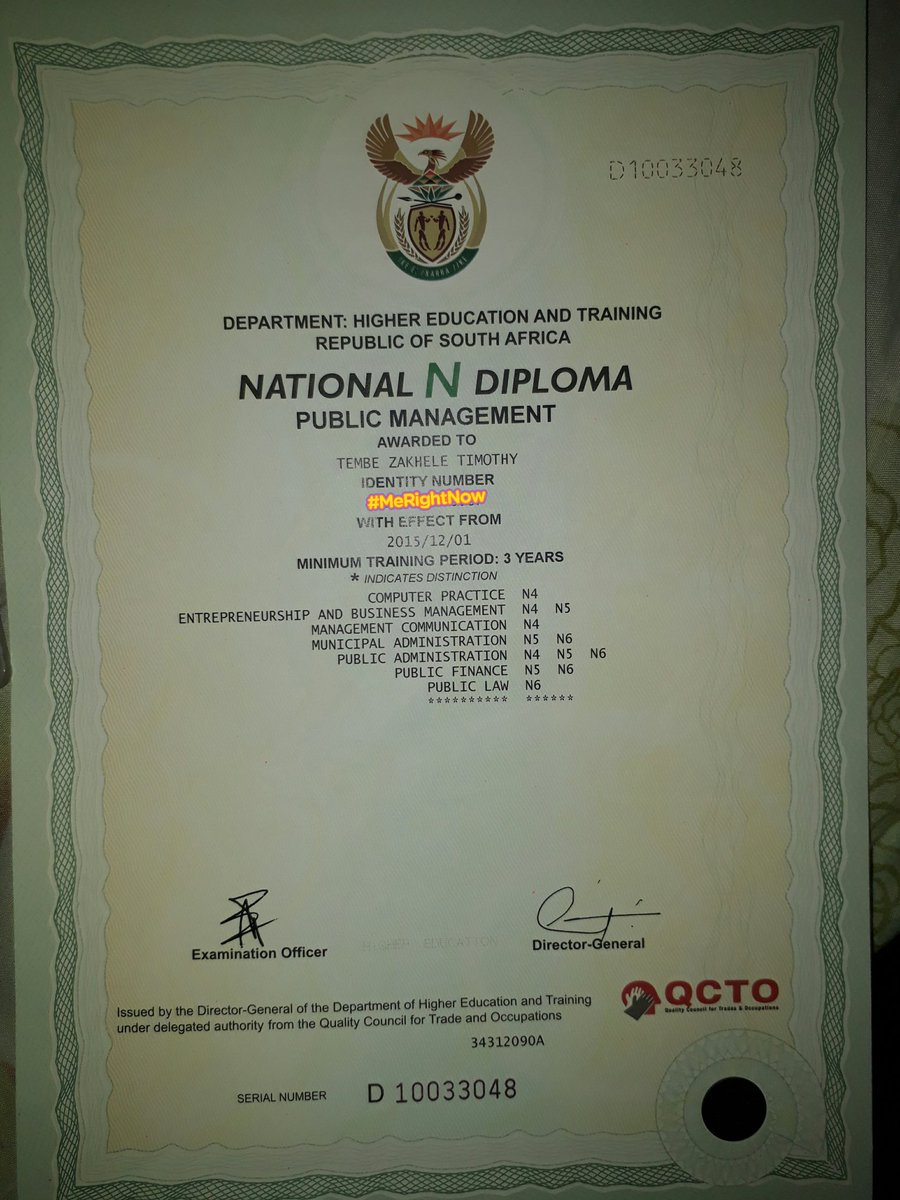 D10033048
DEPARTMENT: HIGHER EDUCATION AND TRAINING
REPUBLIC OF SOUTH AFRICA
NATIONAL N DIPLOMA
PUBLIC MANAGEMENT
AWARDED TO
TEMBE ZAKHELE TIMOTHY
IDENTITY NUMBER
#MeRightNow
WITH EFFECT FROM
2015/12/01
MINIMUM TRAINING PERIOD: 3 YEARS
* INDICATES DISTINCTION
COMPUTER PRACTICE N4
ENTREPRENEURSHIP AND BUSINESS MANAGEMENT N4 N5
MANAGEMENT COMMUNICATION N4
MUNICIPAL ADMINISTRATION N5 N6
PUBLIC ADMINISTRATION N4 N5 N6
PUBLIC FINANCE N5 N6
PUBLIC LAW N6
********** ******
Examination Officer
HIGHER EDUCATION
Director-General
Issued by the Director-General of the Department of Higher Education and Training
under delegated authority from the Quality Council for Trade and Occupations
QCTO
Quality Council for Trades & Occupations
34312090A
SERIAL NUMBER D 10033048